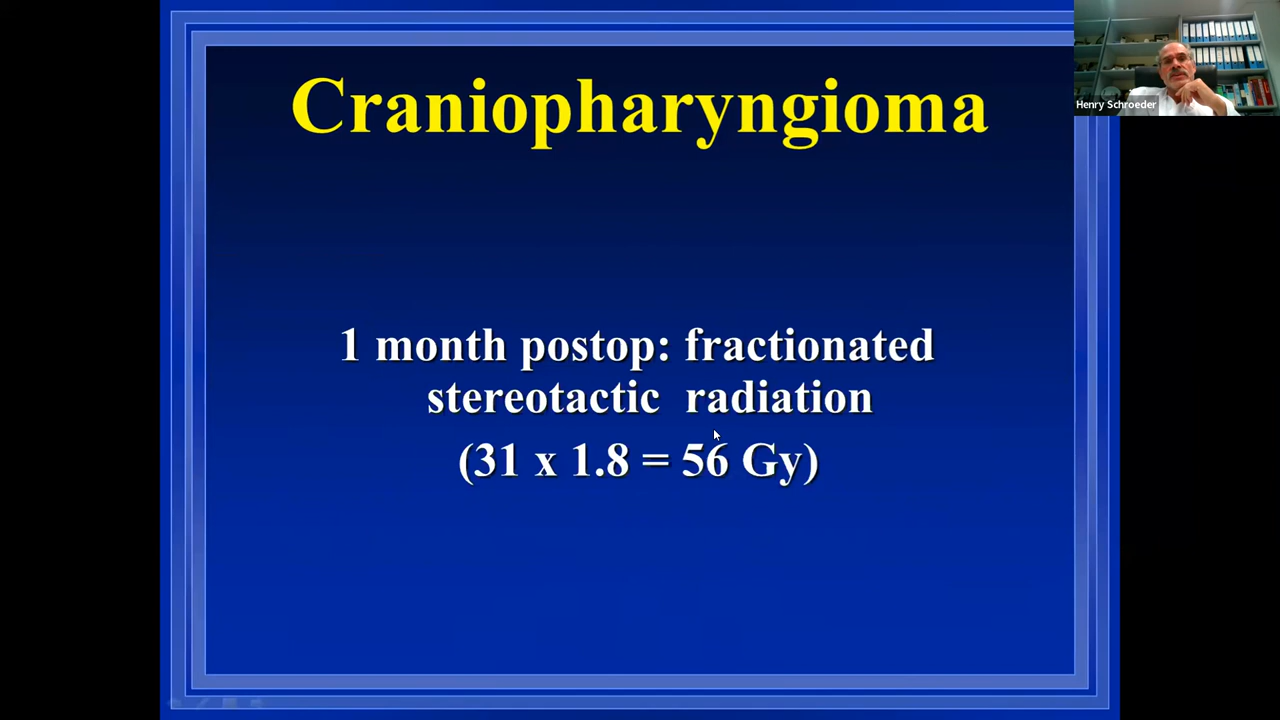 Craniopharyngioma
Henry Schroeder
1 month postop: fractionated
stereotactic radiation
(31 x 1.8 = 56 Gy)